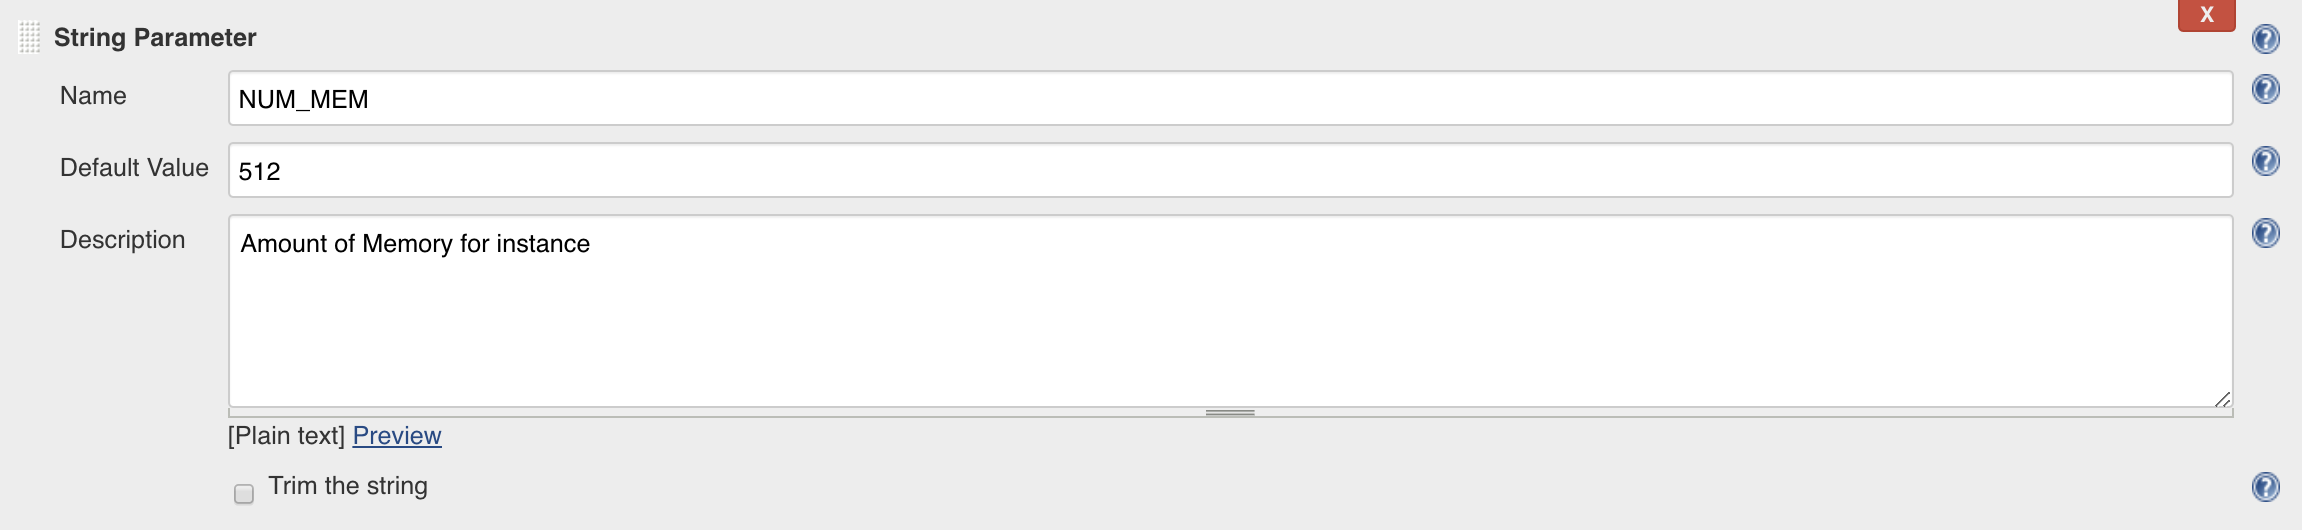 X
String Parameter
?
Name
NUM_MEM
?
Default Value
512
?
Description
Amount of Memory for instance
?
[Plain text] Preview
Trim the string
?